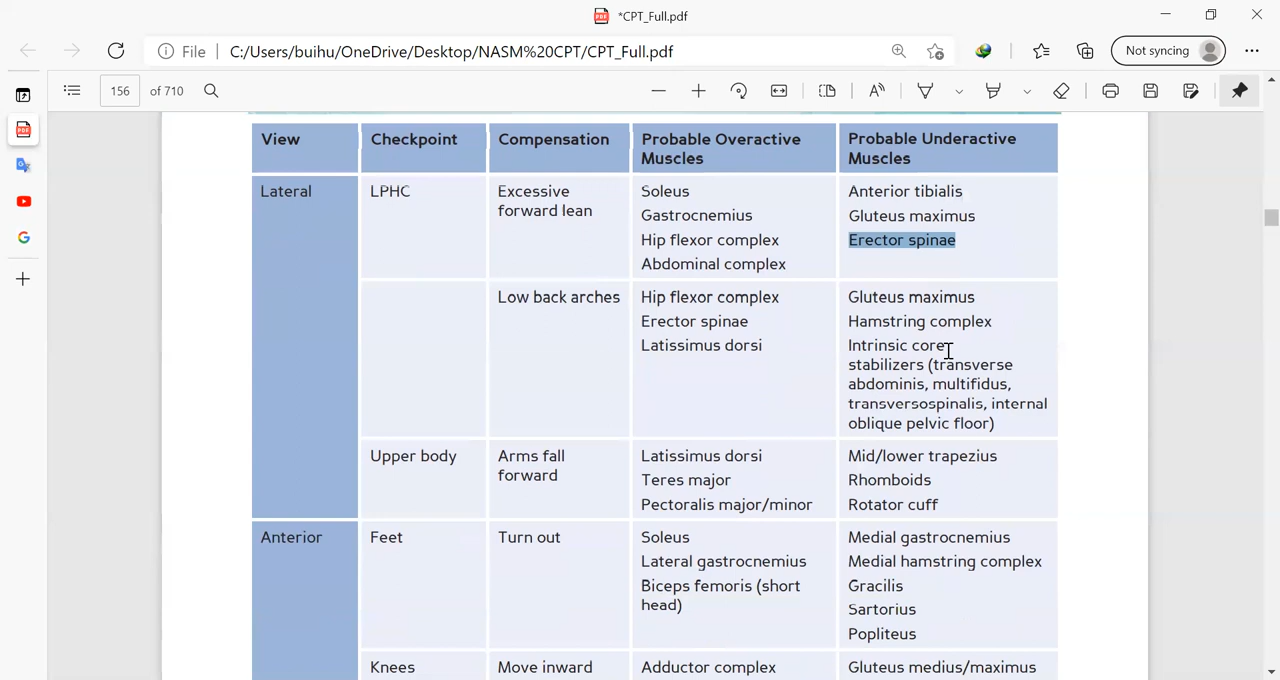 *CPT_Full.pdf
File
C:/Users/buihu/OneDrive/Desktop/NASM%20CPT/CPT_Full.pdf
Not syncing
156 of 710
View Checkpoint Compensation Probable Overactive Muscles Probable Underactive Muscles
Lateral LPHC Excessive forward lean
Soleus
Gastrocnemius
Hip flexor complex
Abdominal complex
Anterior tibialis
Gluteus maximus
Erector spinae
Low back arches
Hip flexor complex
Erector spinae
Latissimus dorsi
Gluteus maximus
Hamstring complex
Intrinsic core
stabilizers (transverse
abdominis, multifidus,
transversospinalis, internal
oblique pelvic floor)
Upper body
Arms fall
forward
Latissimus dorsi
Teres major
Pectoralis major/minor
Mid/lower trapezius
Rhomboids
Rotator cuff
Anterior
Feet
Turn out
Soleus
Lateral gastrocnemius
Biceps femoris (short
head)
Medial gastrocnemius
Medial hamstring complex
Gracilis
Sartorius
Popliteus
Knees
Move inward
Adductor complex
Gluteus medius/maximus